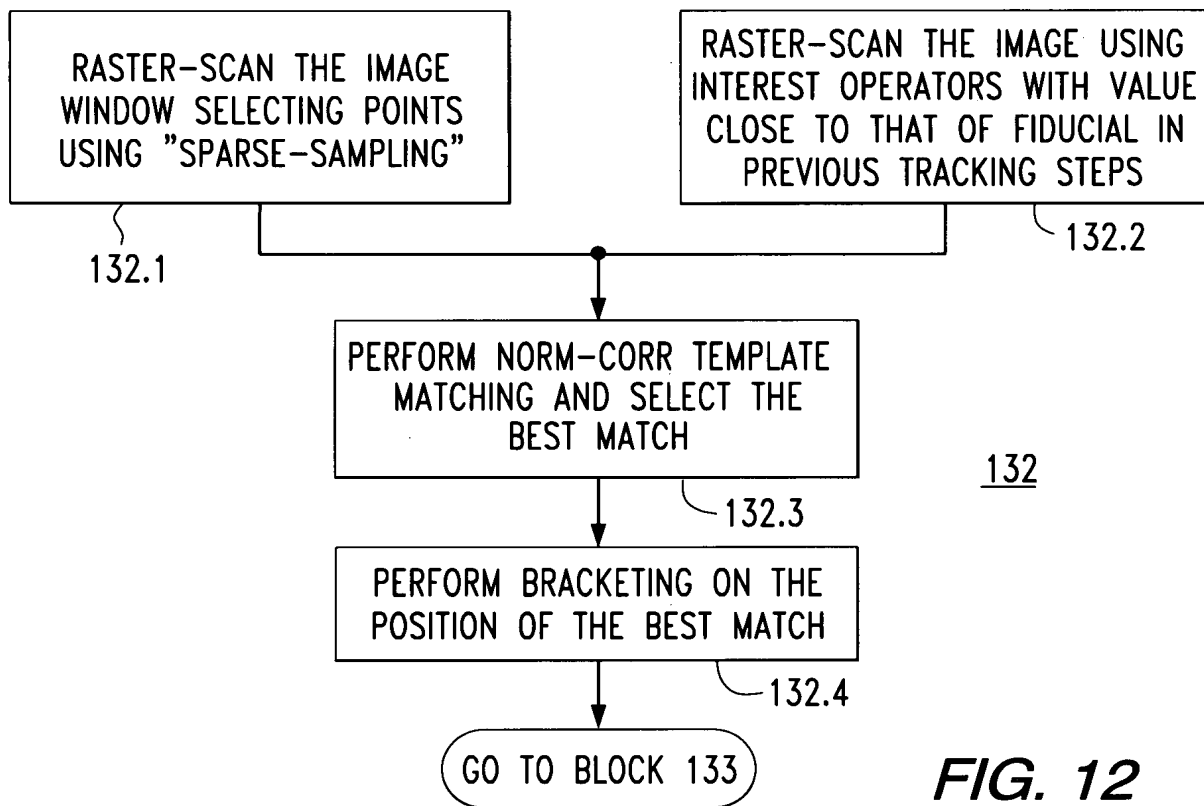 RASTER-SCAN THE IMAGE
WINDOW SELECTING POINTS
USING "SPARSE-SAMPLING"
132.1
RASTER-SCAN THE IMAGE USING
INTEREST OPERATORS WITH VALUE
CLOSE TO THAT OF FIDUCIAL IN
PREVIOUS TRACKING STEPS
132.2
PERFORM NORM-CORR TEMPLATE
MATCHING AND SELECT THE
BEST MATCH
132.3
132
PERFORM BRACKETING ON THE
POSITION OF THE BEST MATCH
132.4
GO TO BLOCK 133
FIG. 12